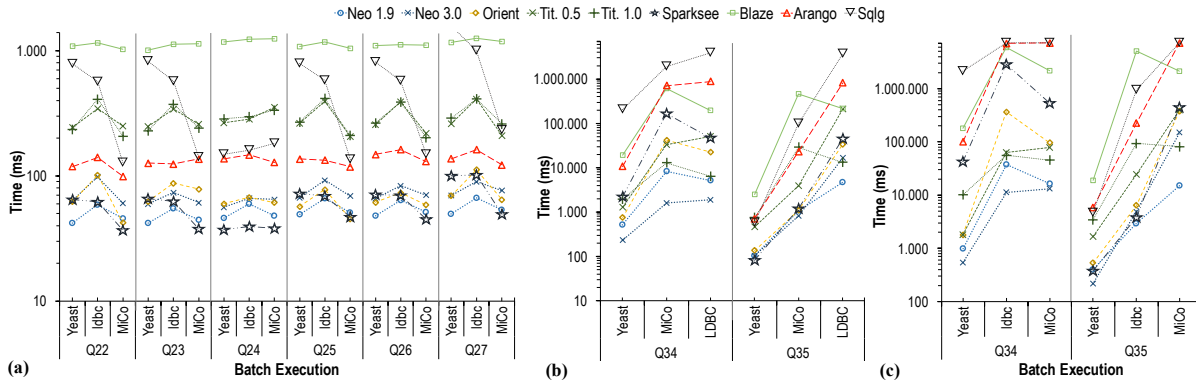 Neo 1.9 Neo 3.0 Orient Tit. 0.5 Tit. 1.0 Sparksee Blaze Arango Sqlg
Time (ms)
1.000
100
10
Yeast ldbc MiCo Yeast ldbc MiCo Yeast ldbc MiCo Yeast ldbc MiCo Yeast ldbc MiCo Yeast ldbc MiCo
Q22 Q23 Q24 Q25 Q26 Q27
(a) Batch Execution
Time (ms)
1.000.000
100.000
10.000
1.000
100
10
Yeast MiCo LDBC Yeast MiCo LDBC
Q34 Q35
(b)
Time (ms)
1.000.000
100.000
10.000
1.000
100
Yeast ldbc MiCo Yeast ldbc MiCo
Q34 Q35
(c) Batch Execution